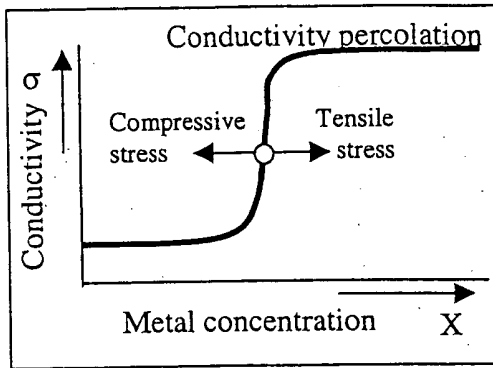 Conductivity percolation
Conductivity σ
Compressive
stress
Tensile
stress
Metal concentration X